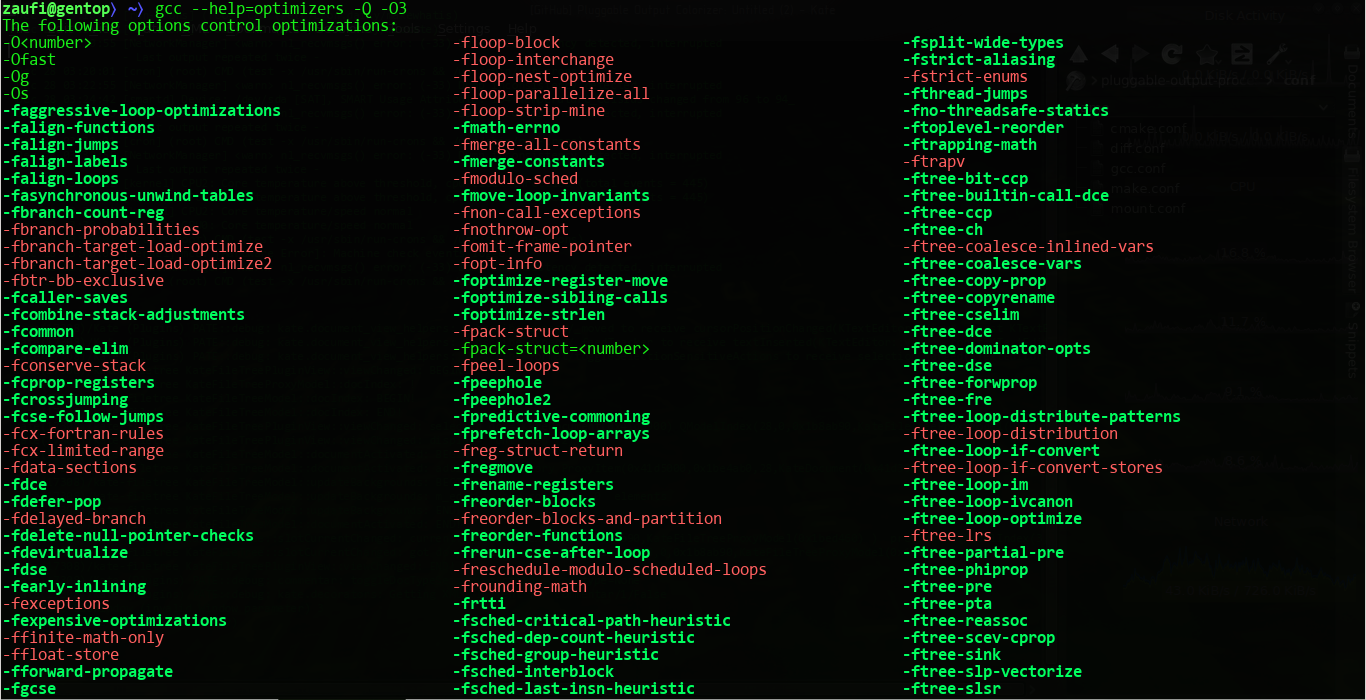 zaufi@gentop⟩ ~⟩ gcc --help=optimizers -Q -O3
The following options control optimizations:
-O<number> -floop-block -fsplit-wide-types
-Ofast -floop-interchange -fstrict-aliasing
-Og -floop-nest-optimize -fstrict-enums
-Os -floop-parallelize-all -fthread-jumps
-faggressive-loop-optimizations -floop-strip-mine -fno-threadsafe-statics
-falign-functions -fmath-errno -ftoplevel-reorder
-falign-jumps -fmerge-all-constants -ftrapping-math
-falign-labels -fmerge-constants -ftrapv
-falign-loops -fmodulo-sched -ftree-bit-ccp
-fasynchronous-unwind-tables -fmove-loop-invariants -ftree-builtin-call-dce
-fbranch-count-reg -fnon-call-exceptions -ftree-ccp
-fbranch-probabilities -fnothrow-opt -ftree-ch
-fbranch-target-load-optimize -fomit-frame-pointer -ftree-coalesce-inlined-vars
-fbranch-target-load-optimize2 -fopt-info -ftree-coalesce-vars
-fbtr-bb-exclusive -foptimize-register-move -ftree-copy-prop
-fcaller-saves -foptimize-sibling-calls -ftree-copyrename
-fcombine-stack-adjustments -foptimize-strlen -ftree-cselim
-fcommon -fpack-struct -ftree-dce
-fcompare-elim -fpack-struct=<number> -ftree-dominator-opts
-fconserve-stack -fpeel-loops -ftree-dse
-fcprop-registers -fpeephole -ftree-forwprop
-fcrossjumping -fpeephole2 -ftree-fre
-fcse-follow-jumps -fpredictive-commoning -ftree-loop-distribute-patterns
-fcx-fortran-rules -fprefetch-loop-arrays -ftree-loop-distribution
-fcx-limited-range -freg-struct-return -ftree-loop-if-convert
-fdata-sections -fregmove -ftree-loop-if-convert-stores
-fdce -frename-registers -ftree-loop-im
-fdefer-pop -freorder-blocks -ftree-loop-ivcanon
-fdelayed-branch -freorder-blocks-and-partition -ftree-loop-optimize
-fdelete-null-pointer-checks -freorder-functions -ftree-lrs
-fdevirtualize -frerun-cse-after-loop -ftree-partial-pre
-fdse -freschedule-modulo-scheduled-loops -ftree-phiprop
-fearly-inlining -frounding-math -ftree-pre
-fexceptions -frtti -ftree-pta
-fexpensive-optimizations -fsched-critical-path-heuristic -ftree-reassoc
-ffinite-math-only -fsched-dep-count-heuristic -ftree-scev-cprop
-ffloat-store -fsched-group-heuristic -ftree-sink
-fforward-propagate -fsched-interblock -ftree-slp-vectorize
-fgcse -fsched-last-insn-heuristic -ftree-slsr
pluggable-output-pro/ > conf
cmake.conf
diff.conf
gcc.conf
make.conf
mount.conf